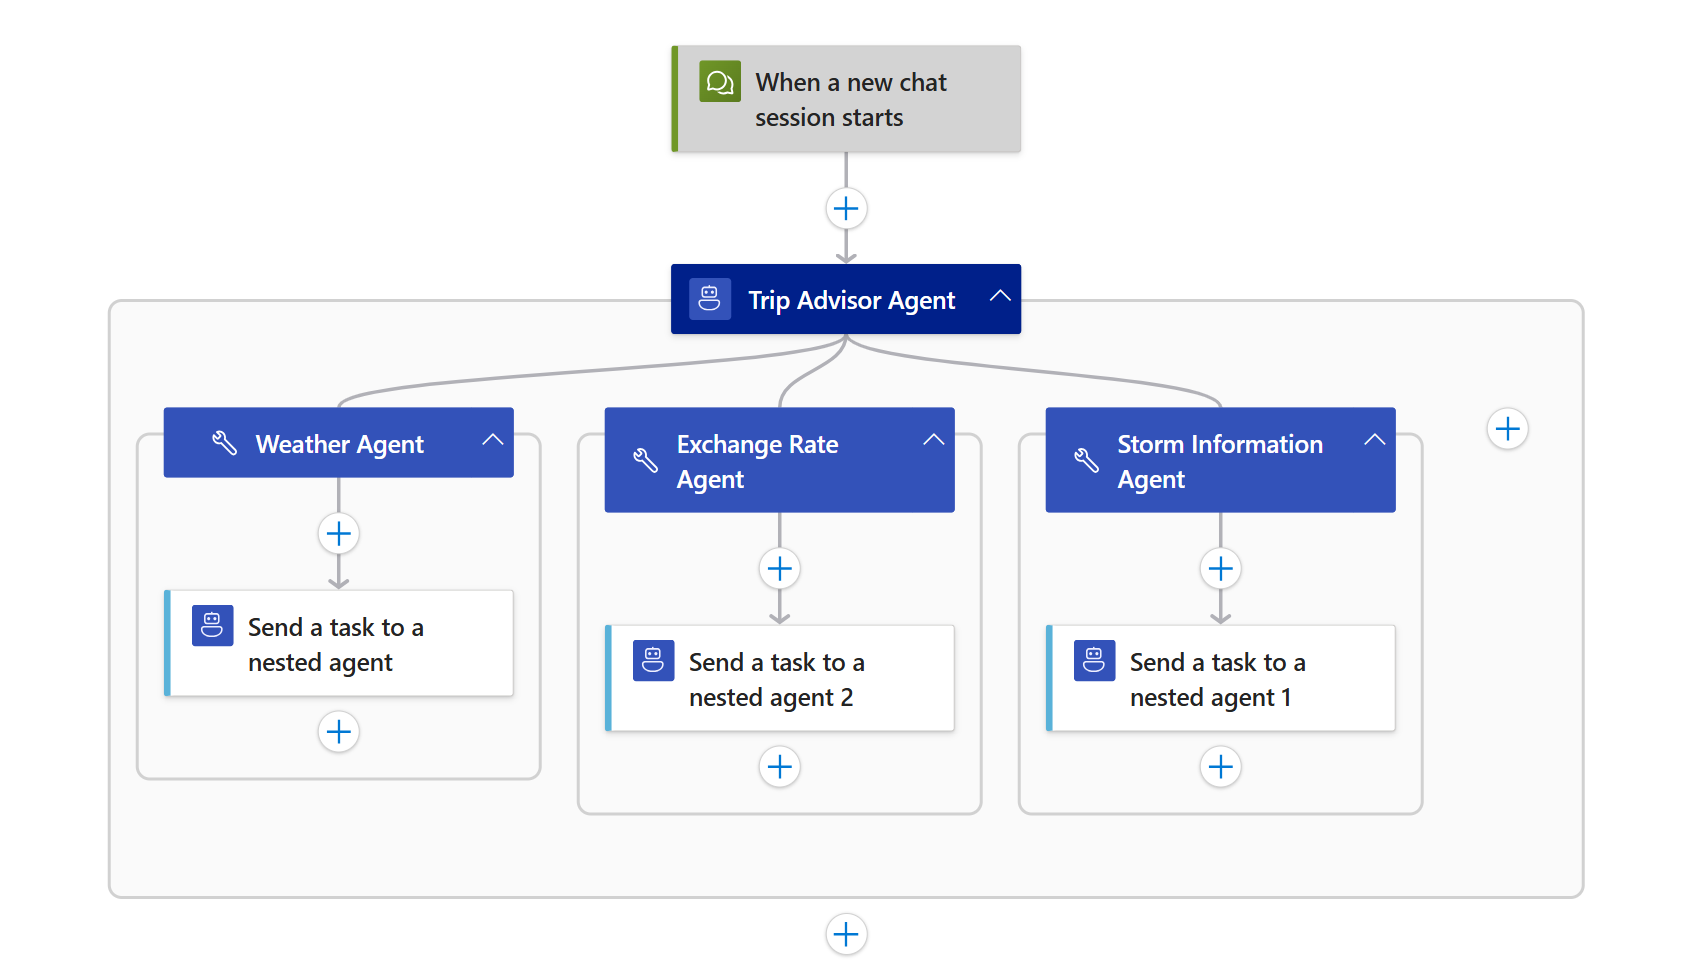 When a new chat
session starts
Trip Advisor Agent
Weather Agent
Exchange Rate
Agent
Storm Information
Agent
Send a task to a
nested agent
Send a task to a
nested agent 2
Send a task to a
nested agent 1